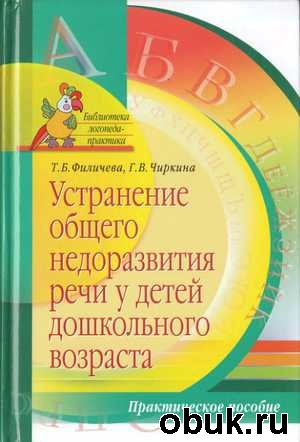 А Б В Г Д Е Ё Ж З И Й К
Библиотека
логопеда-
практика
Т. Б. Филичева, Г. В. Чиркина
Устранение
общего
недоразвития
речи у детей
дошкольного
возраста
Практическое пособие
obuk.ru